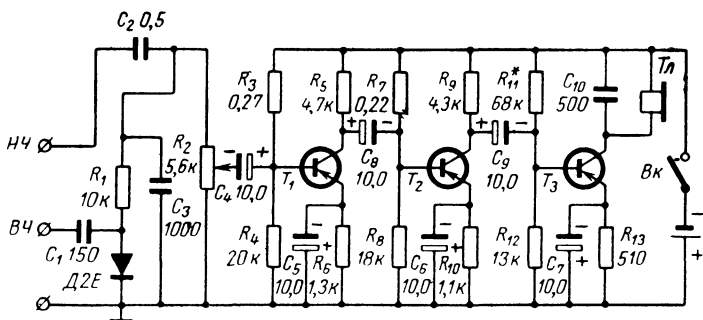 C₂ 0,5
НЧ
ВЧ
R₁
10к
C₁ 150
Д2Е
C₃
1000
R₂
5,6к
C₄ 10,0
− +
R₃
0,27
R₄
20к
T₁
C₅
10,0
− +
R₆
1,3к
R₅
4,7к
+ −
C₈
10,0
R₇
0,22
R₈
18к
T₂
C₆
10,0
− +
R₁₀
1,1к
R₉
4,3к
+ −
C₉
10,0
R₁₁*
68к
R₁₂
13к
T₃
C₇
10,0
− +
R₁₃
510
C₁₀
500
Тл
Вк
−
+